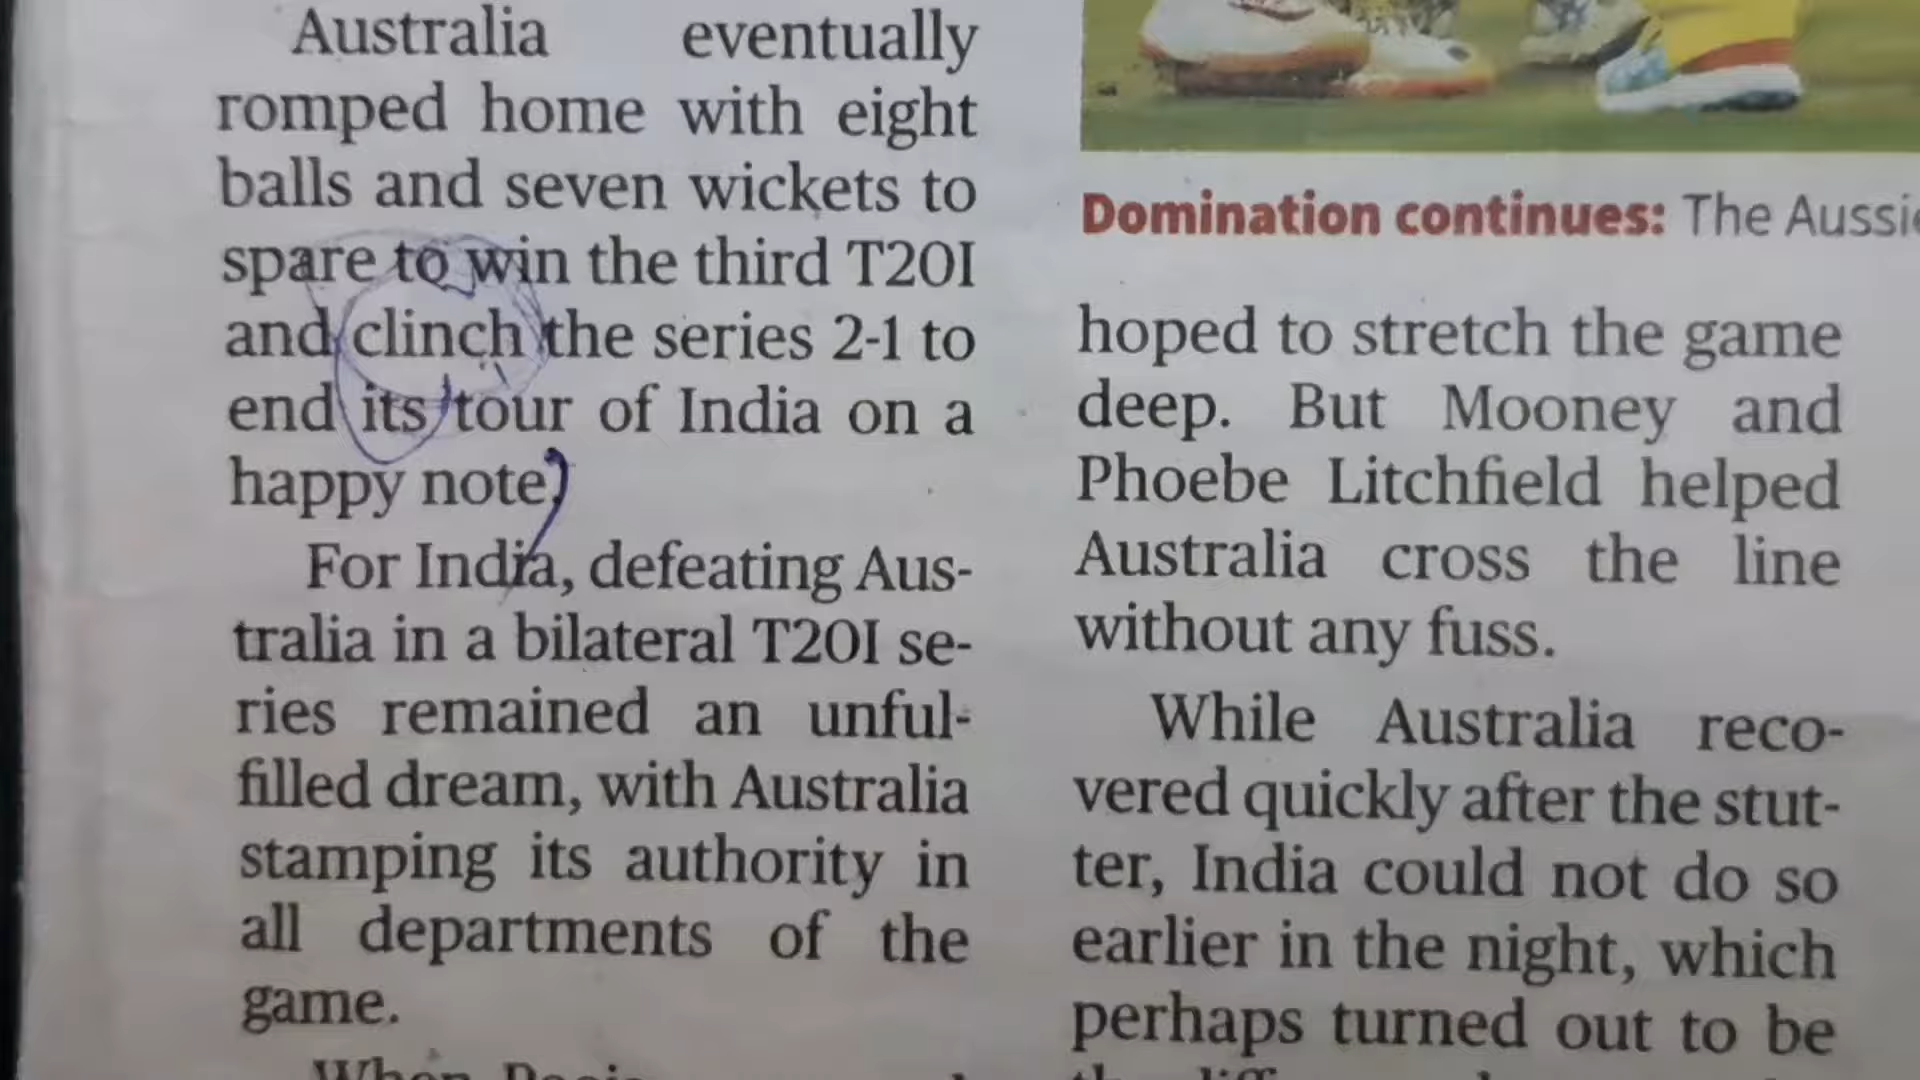 Australia eventually
romped home with eight
balls and seven wickets to
spare to win the third T20I
and clinch the series 2-1 to
end its tour of India on a
happy note.
For India, defeating Aus-
tralia in a bilateral T20I se-
ries remained an unful-
filled dream, with Australia
stamping its authority in
all departments of the
game.
When
Domination continues: The
hoped to stretch the game
deep. But Mooney and
Phoebe Litchfield helped
Australia cross the line
without any fuss.
While Australia reco-
vered quickly after the stut-
ter, India could not do so
earlier in the night, which
perhaps turned out to be